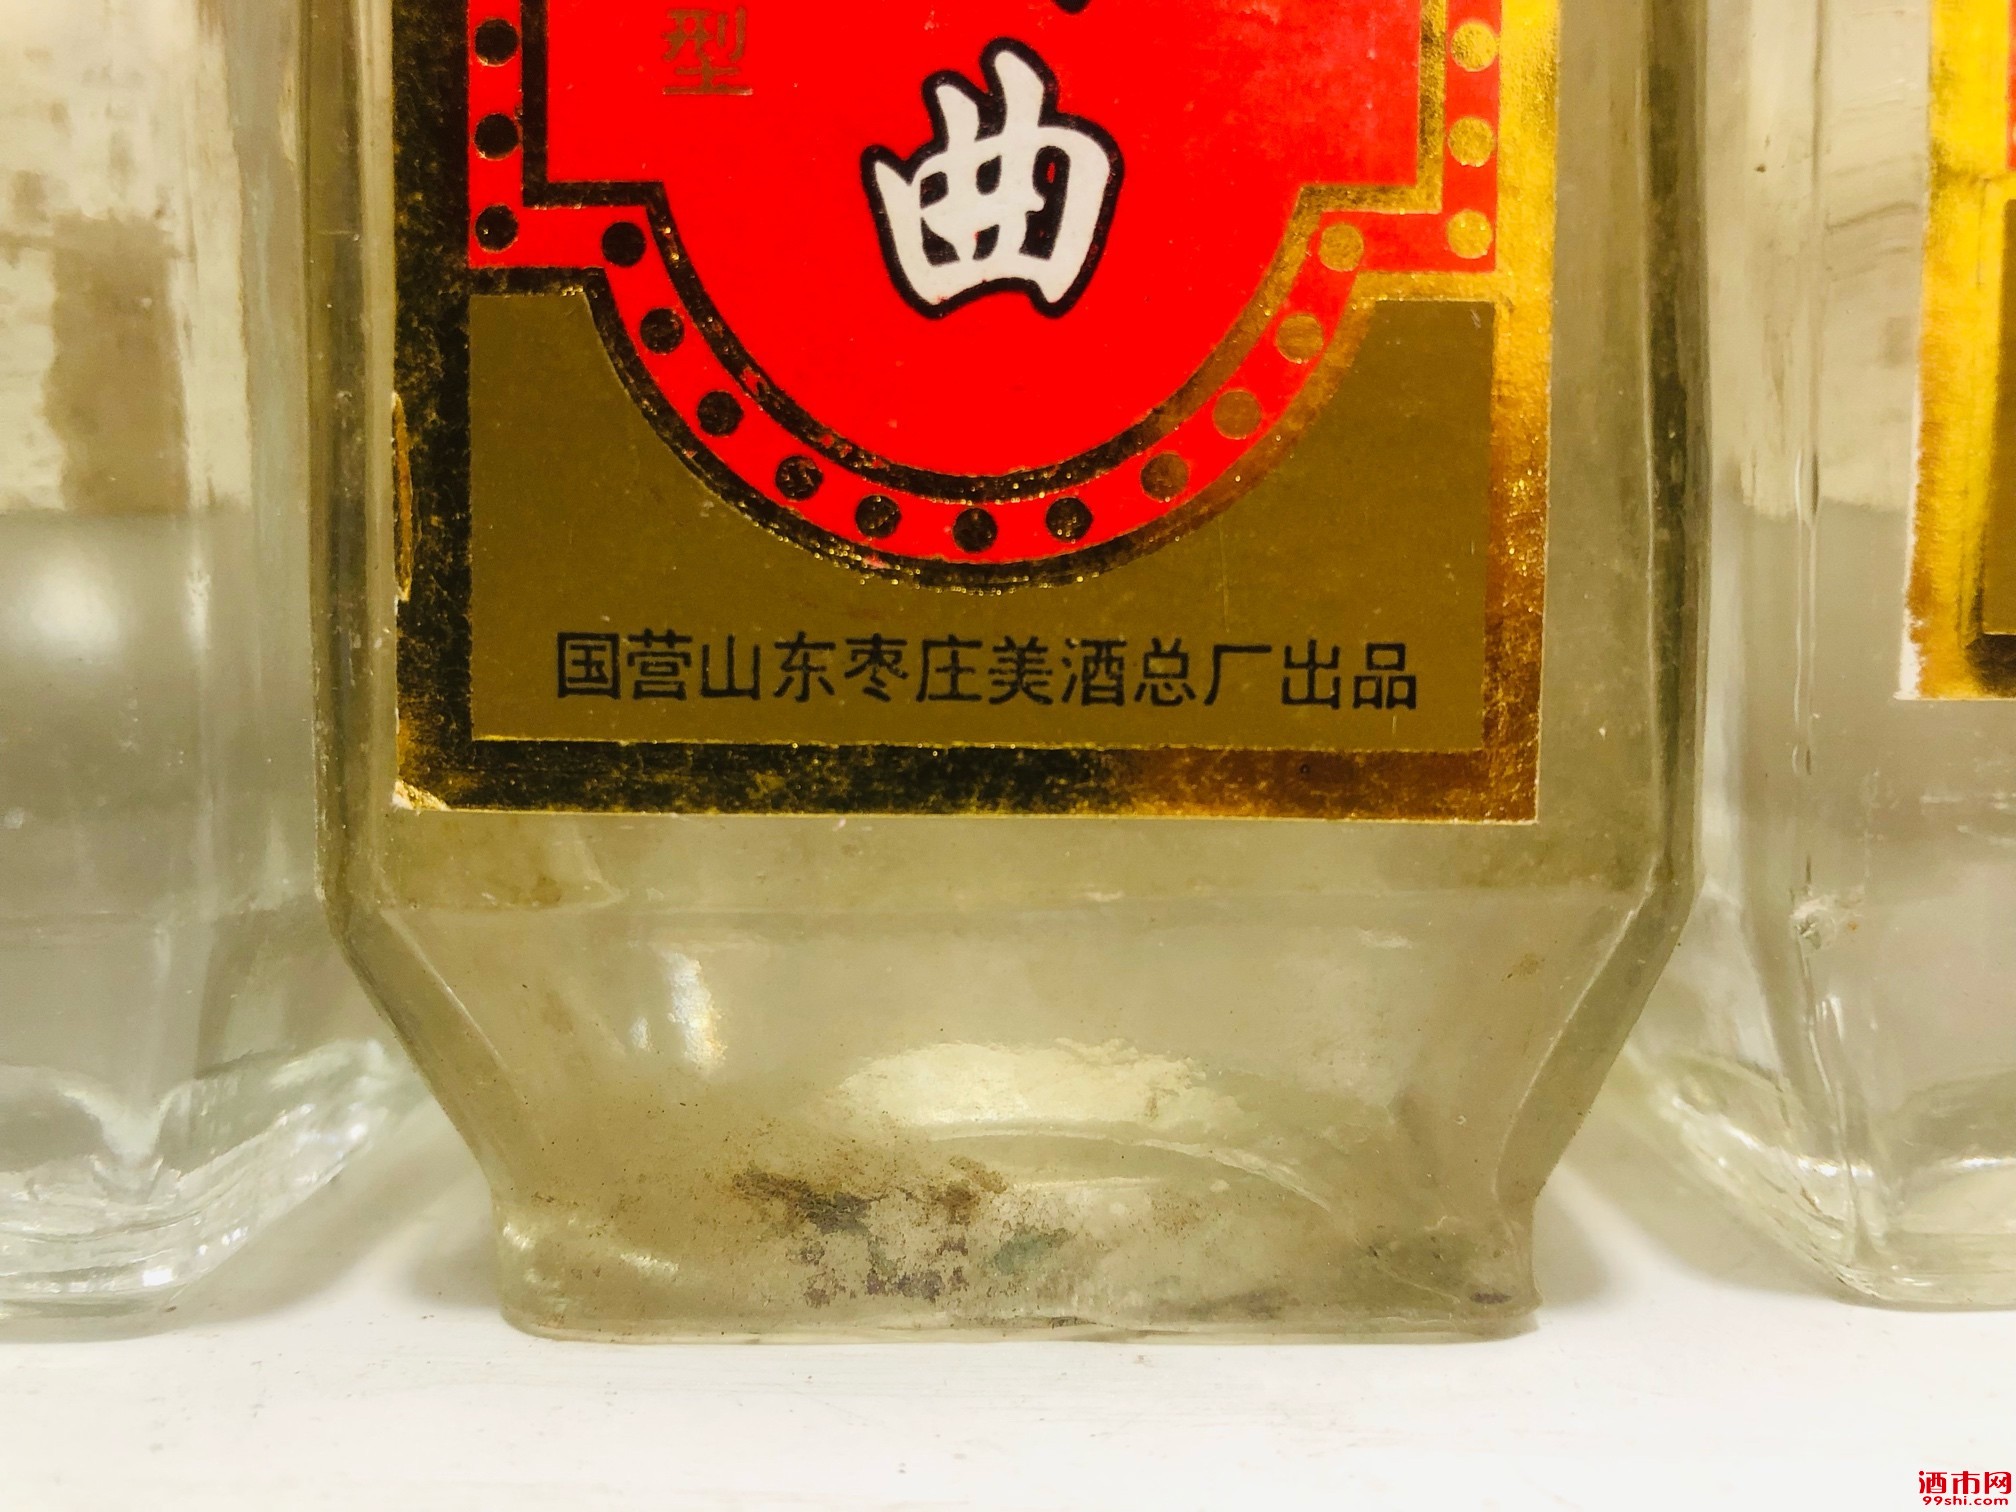 型
曲
国营山东枣庄美酒总厂出品
酒市网
99shi.com